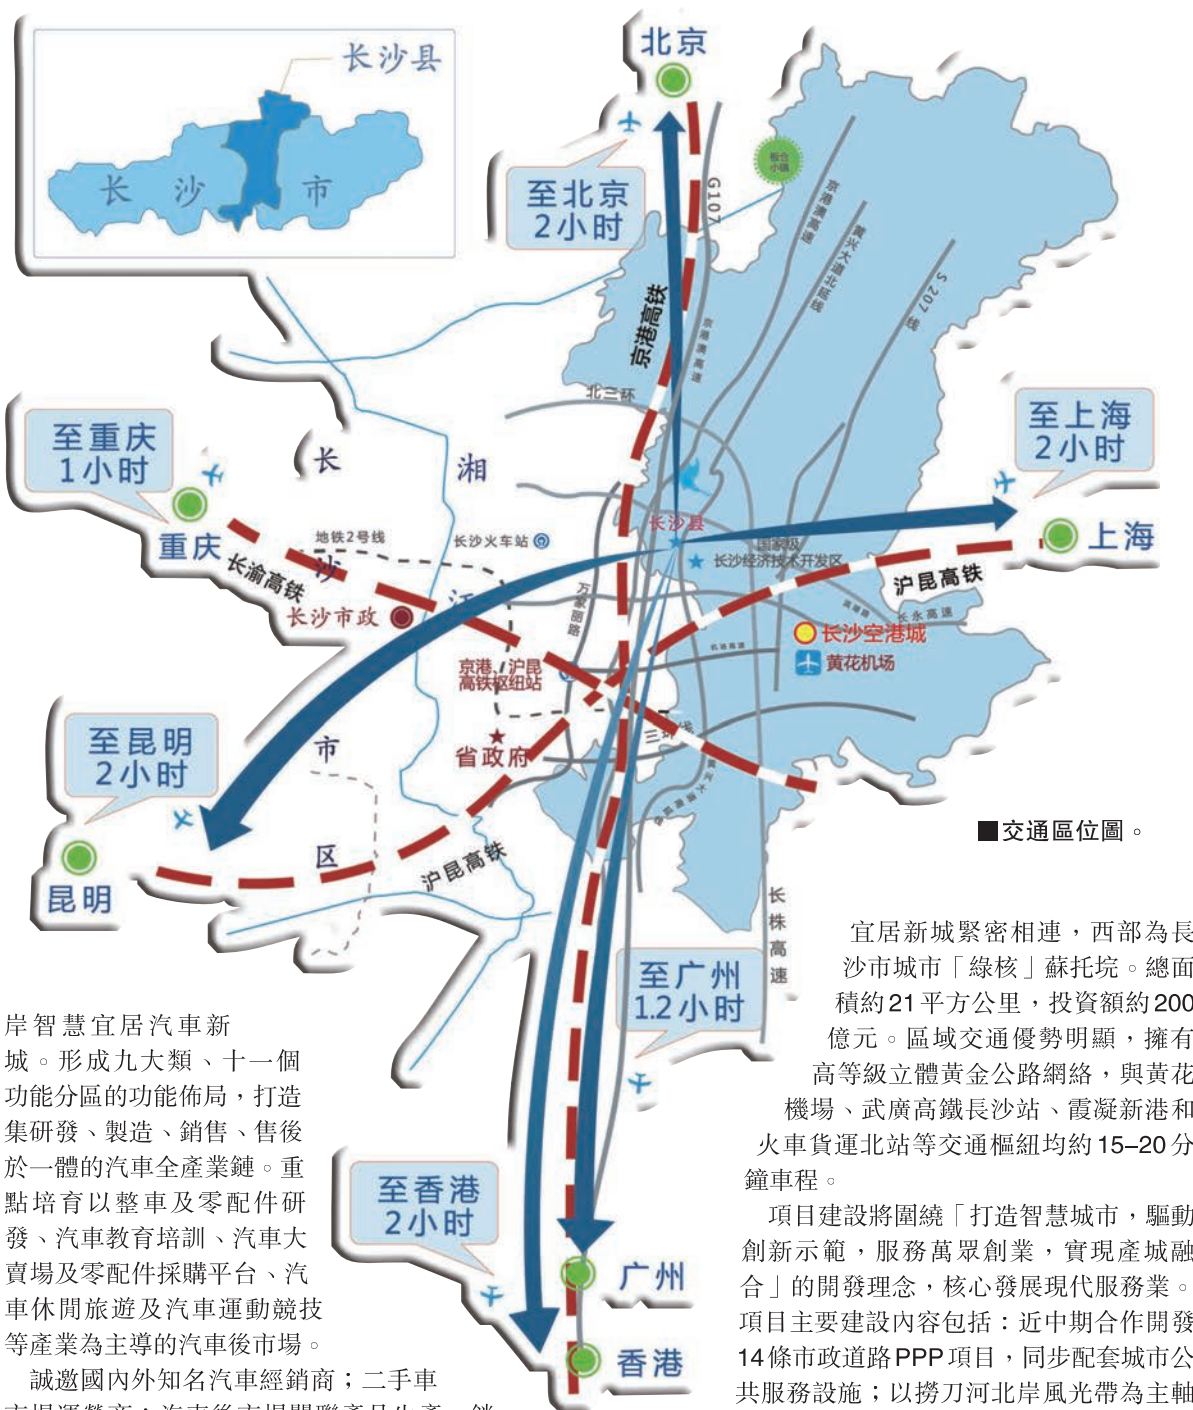 长沙县
长沙市
北京
至北京
2小时
板仓
小镇
G107
京港澳高速
黄兴大道北延线
S207线
京港高铁
京港澳高速
北三环
至重庆
1小时
重庆
长渝高铁
长沙市区
湘江
地铁2号线
长沙火车站
长沙市政
长沙县
国家级
长沙经济技术开发区
至上海
2小时
上海
沪昆高铁
长永高速
万家丽路
机场高速
长沙空港城
黄花机场
京港、沪昆
高铁枢纽站
省政府
三环线
至昆明
2小时
昆明
沪昆高铁
长株高速
至广州
1.2小时
至香港
2小时
广州
香港
■交通區位圖。
岸智慧宜居汽車新
城。形成九大類、十一個
功能分區的功能佈局，打造
集研發、製造、銷售、售後
於一體的汽車全產業鏈。重
點培育以整車及零配件研
發、汽車教育培訓、汽車大
賣場及零配件採購平台、汽
車休閒旅遊及汽車運動競技
等產業為主導的汽車後市場。
誠邀國內外知名汽車經銷商；二手車
宜居新城緊密相連，西部為長
沙市城市「綠核」蘇托垸。總面
積約21平方公里，投資額約200
億元。區域交通優勢明顯，擁有
高等級立體黃金公路網絡，與黃花
機場、武廣高鐵長沙站、霞凝新港和
火車貨運北站等交通樞紐均約15–20分
鐘車程。
項目建設將圍繞「打造智慧城市，驅動
創新示範，服務萬眾創業，實現產城融
合」的開發理念，核心發展現代服務業。
項目主要建設內容包括：近中期合作開發
14條市政道路PPP項目，同步配套城市公
共服務設施；以撈刀河北岸風光帶為主軸